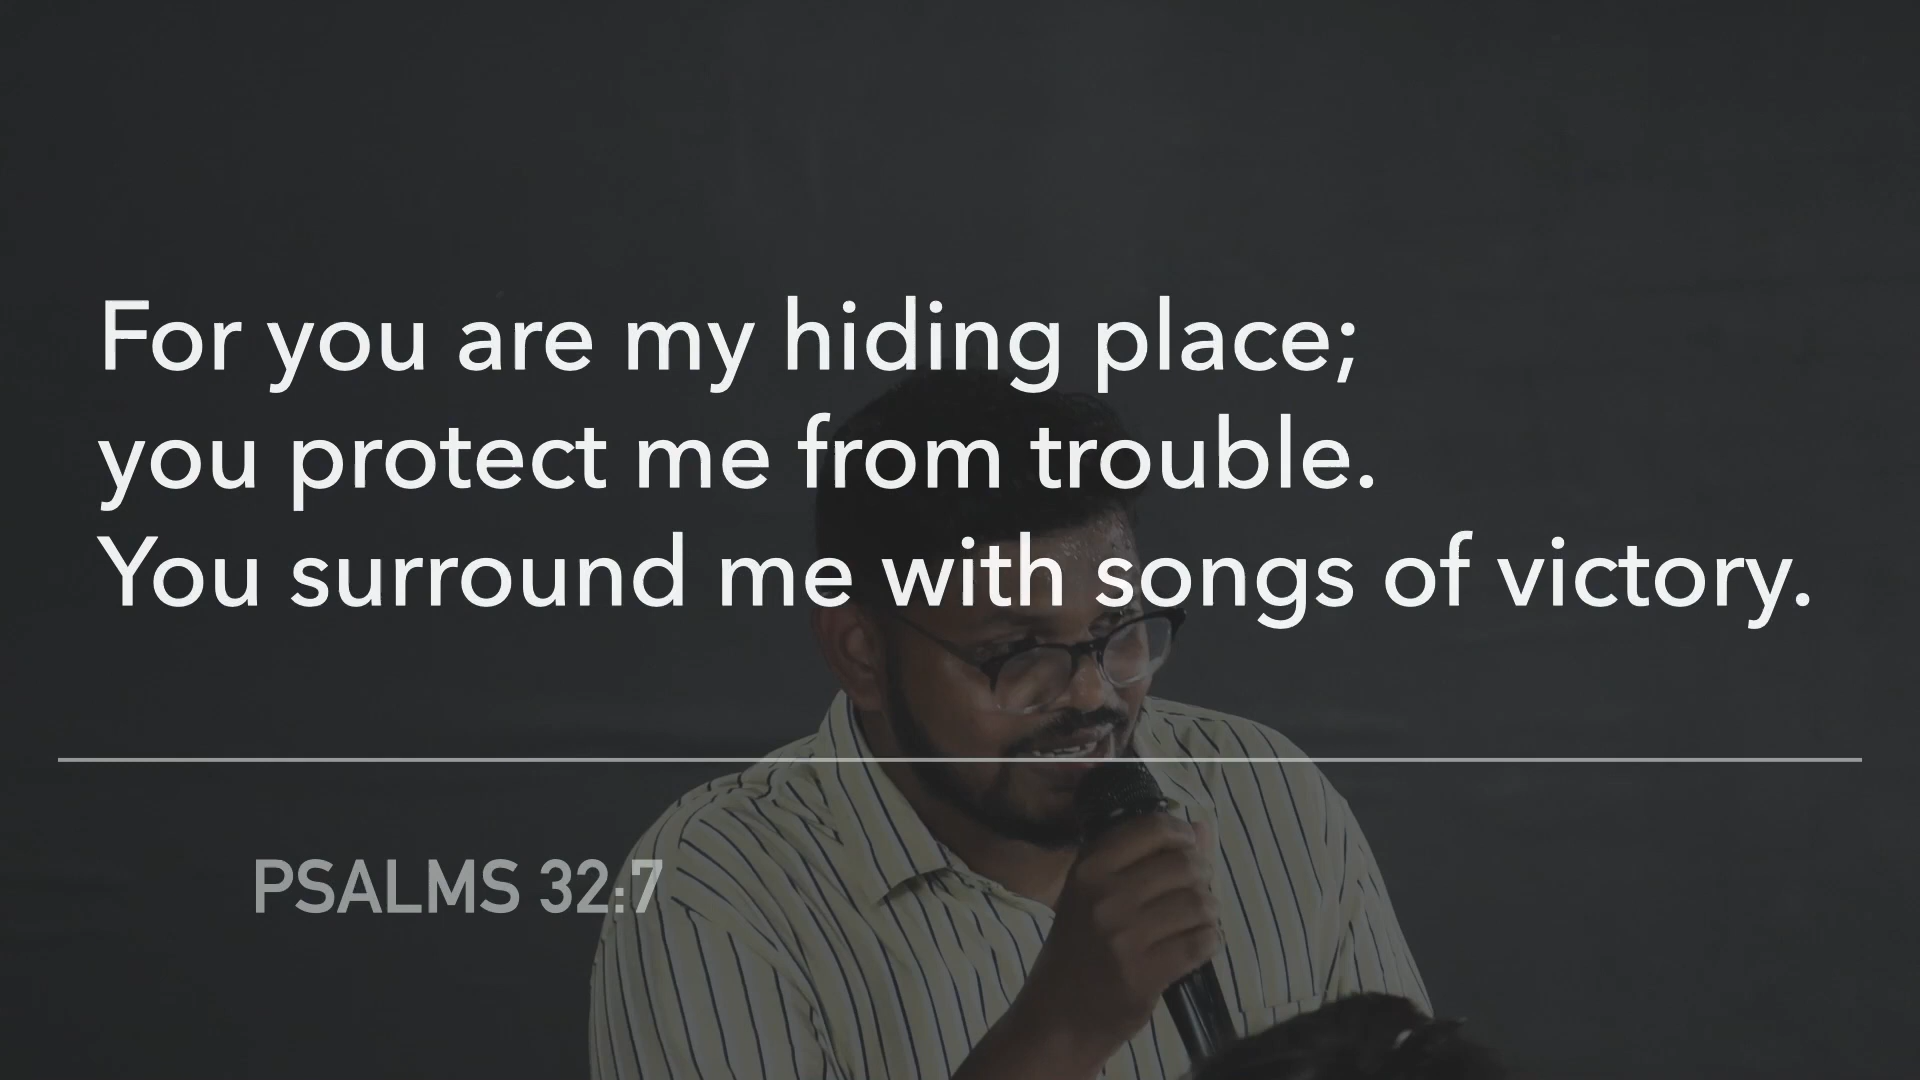 For you are my hiding place;
you protect me from trouble.
You surround me with songs of victory.
PSALMS 32:7